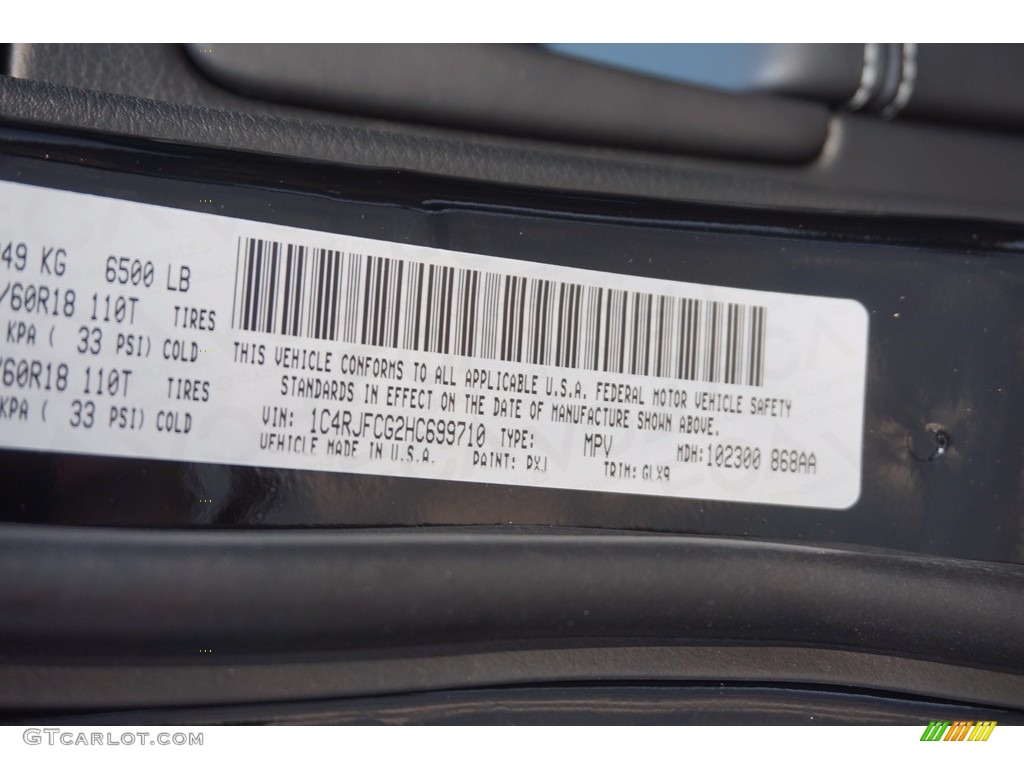 49 KG 6500 LB
/60R18 110T TIRES
KPA ( 33 PSI) COLD
/60R18 110T TIRES
KPA ( 33 PSI) COLD
THIS VEHICLE CONFORMS TO ALL APPLICABLE U.S.A. FEDERAL MOTOR VEHICLE SAFETY
STANDARDS IN EFFECT ON THE DATE OF MANUFACTURE SHOWN ABOVE.
VIN: 1C4RJFCG2HC699710 TYPE: MPV MDH:102300 868AA
VEHICLE MADE IN U.S.A. PAINT: PXJ TRIM: GLX9
GTCarLot.com